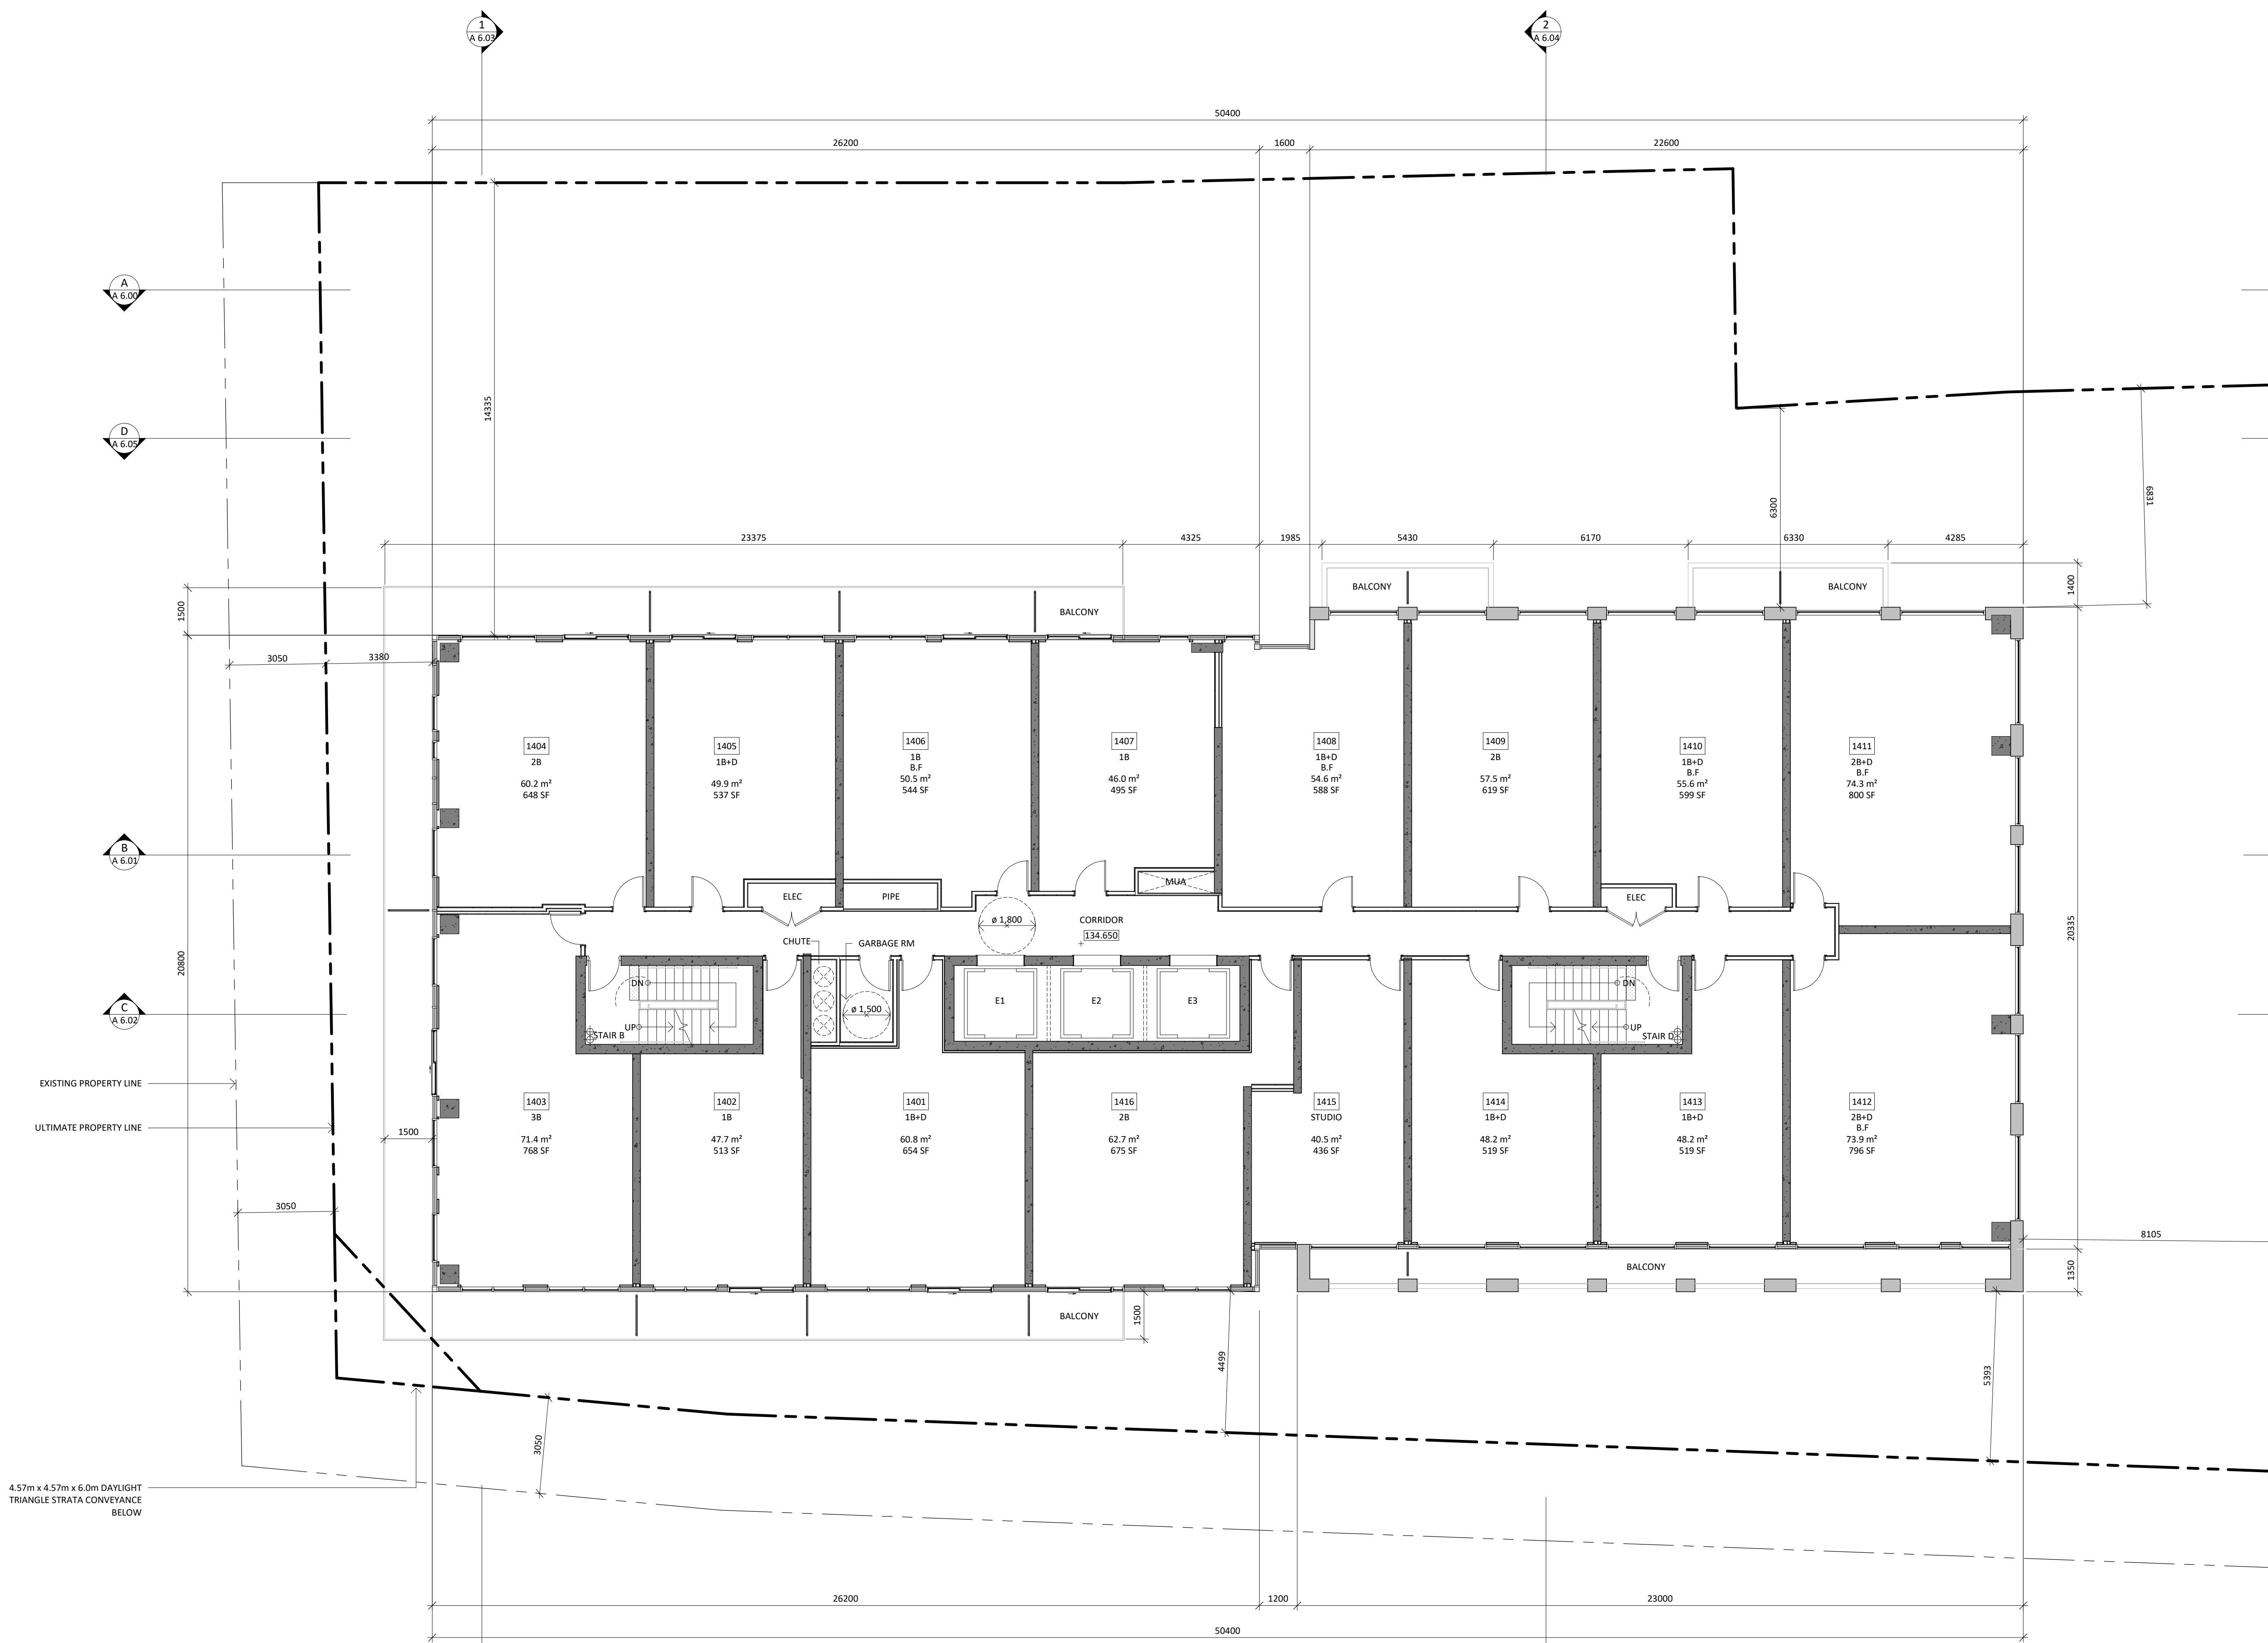 1
A 6.03
2
A 6.04
50400
26200
1600
22600
A
A 6.00
14335
D
A 6.05
6831
6300
23375
4325
1985
5430
6170
6330
4285
1500
BALCONY
BALCONY
BALCONY
1400
3050
3380
1404
2B
60.2 m²
648 SF
1405
1B+D
49.9 m²
537 SF
1406
1B
B.F
50.5 m²
544 SF
1407
1B
46.0 m²
495 SF
1408
1B+D
B.F
54.6 m²
588 SF
1409
2B
57.5 m²
619 SF
1410
1B+D
B.F
55.6 m²
599 SF
1411
2B+D
B.F
74.3 m²
800 SF
B
A 6.01
MUA
ELEC
PIPE
ELEC
ø 1,800
CORRIDOR
134.650
20335
20800
CHUTE
GARBAGE RM
C
A 6.02
DN
UP
STAIR B
ø 1,500
E1
E2
E3
DN
UP
STAIR D
EXISTING PROPERTY LINE
ULTIMATE PROPERTY LINE
1500
1403
3B
71.4 m²
768 SF
1402
1B
47.7 m²
513 SF
1401
1B+D
60.8 m²
654 SF
1416
2B
62.7 m²
675 SF
1415
STUDIO
40.5 m²
436 SF
1414
1B+D
48.2 m²
519 SF
1413
1B+D
48.2 m²
519 SF
1412
2B+D
B.F
73.9 m²
796 SF
3050
8105
BALCONY
1350
BALCONY
1500
4499
5393
3050
4.57m x 4.57m x 6.0m DAYLIGHT
TRIANGLE STRATA CONVEYANCE
BELOW
26200
1200
23000
50400